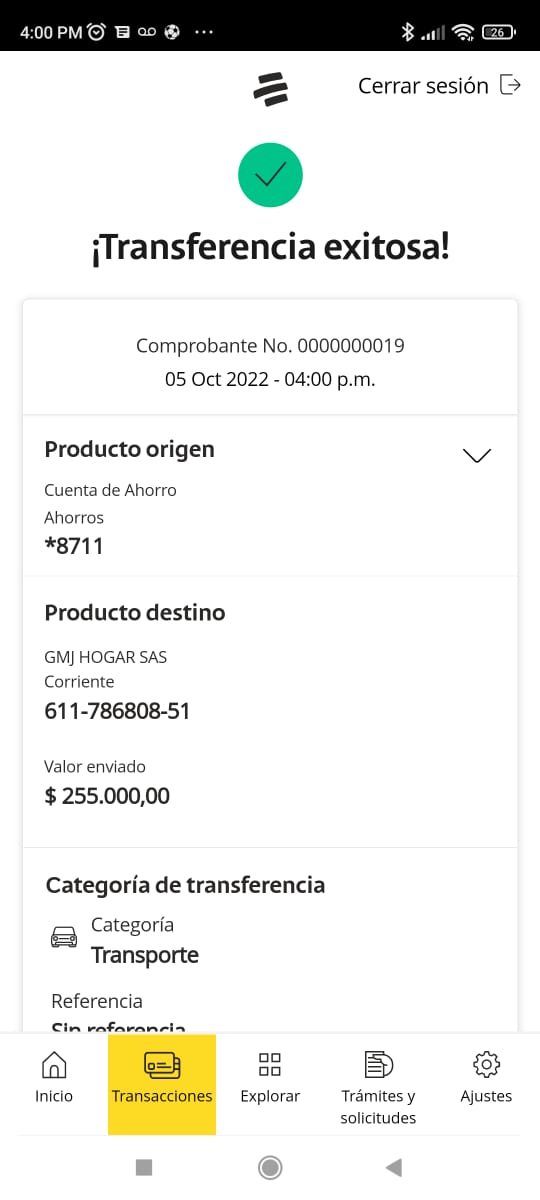 4:00 PM
26
Cerrar sesión
¡Transferencia exitosa!
Comprobante No. 0000000019
05 Oct 2022 - 04:00 p.m.
Producto origen
Cuenta de Ahorro
Ahorros
*8711
Producto destino
GMJ HOGAR SAS
Corriente
611-786808-51
Valor enviado
$ 255.000,00
Categoría de transferencia
Categoría
Transporte
Referencia
Sin referencia
Inicio
Transacciones
Explorar
Trámites y
solicitudes
Ajustes